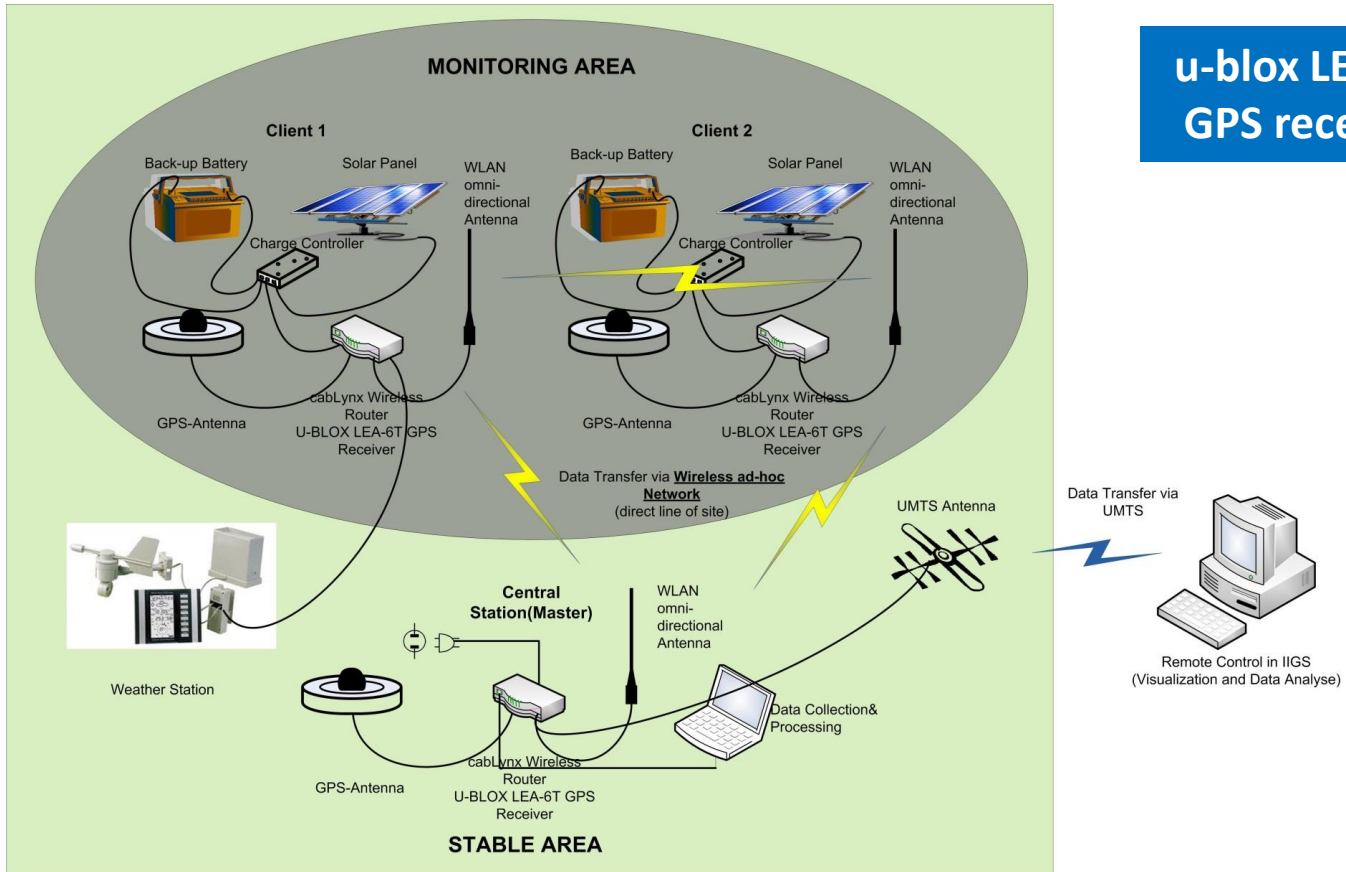 MONITORING AREA
u-blox LE
GPS rece
Client 1
Back-up Battery
Solar Panel
WLAN
omni-
directional
Antenna
Charge Controller
GPS-Antenna
cabLynx Wireless
Router
U-BLOX LEA-6T GPS
Receiver
Client 2
Back-up Battery
Solar Panel
WLAN
omni-
directional
Antenna
Charge Controller
GPS-Antenna
cabLynx Wireless
Router
U-BLOX LEA-6T GPS
Receiver
Data Transfer via Wireless ad-hoc
Network
(direct line of site)
UMTS Antenna
Data Transfer via
UMTS
Remote Control in IIGS
(Visualization and Data Analyse)
Weather Station
Central
Station(Master)
WLAN
omni-
directional
Antenna
Data Collection&
Processing
GPS-Antenna
cabLynx Wireless
Router
U-BLOX LEA-6T GPS
Receiver
STABLE AREA